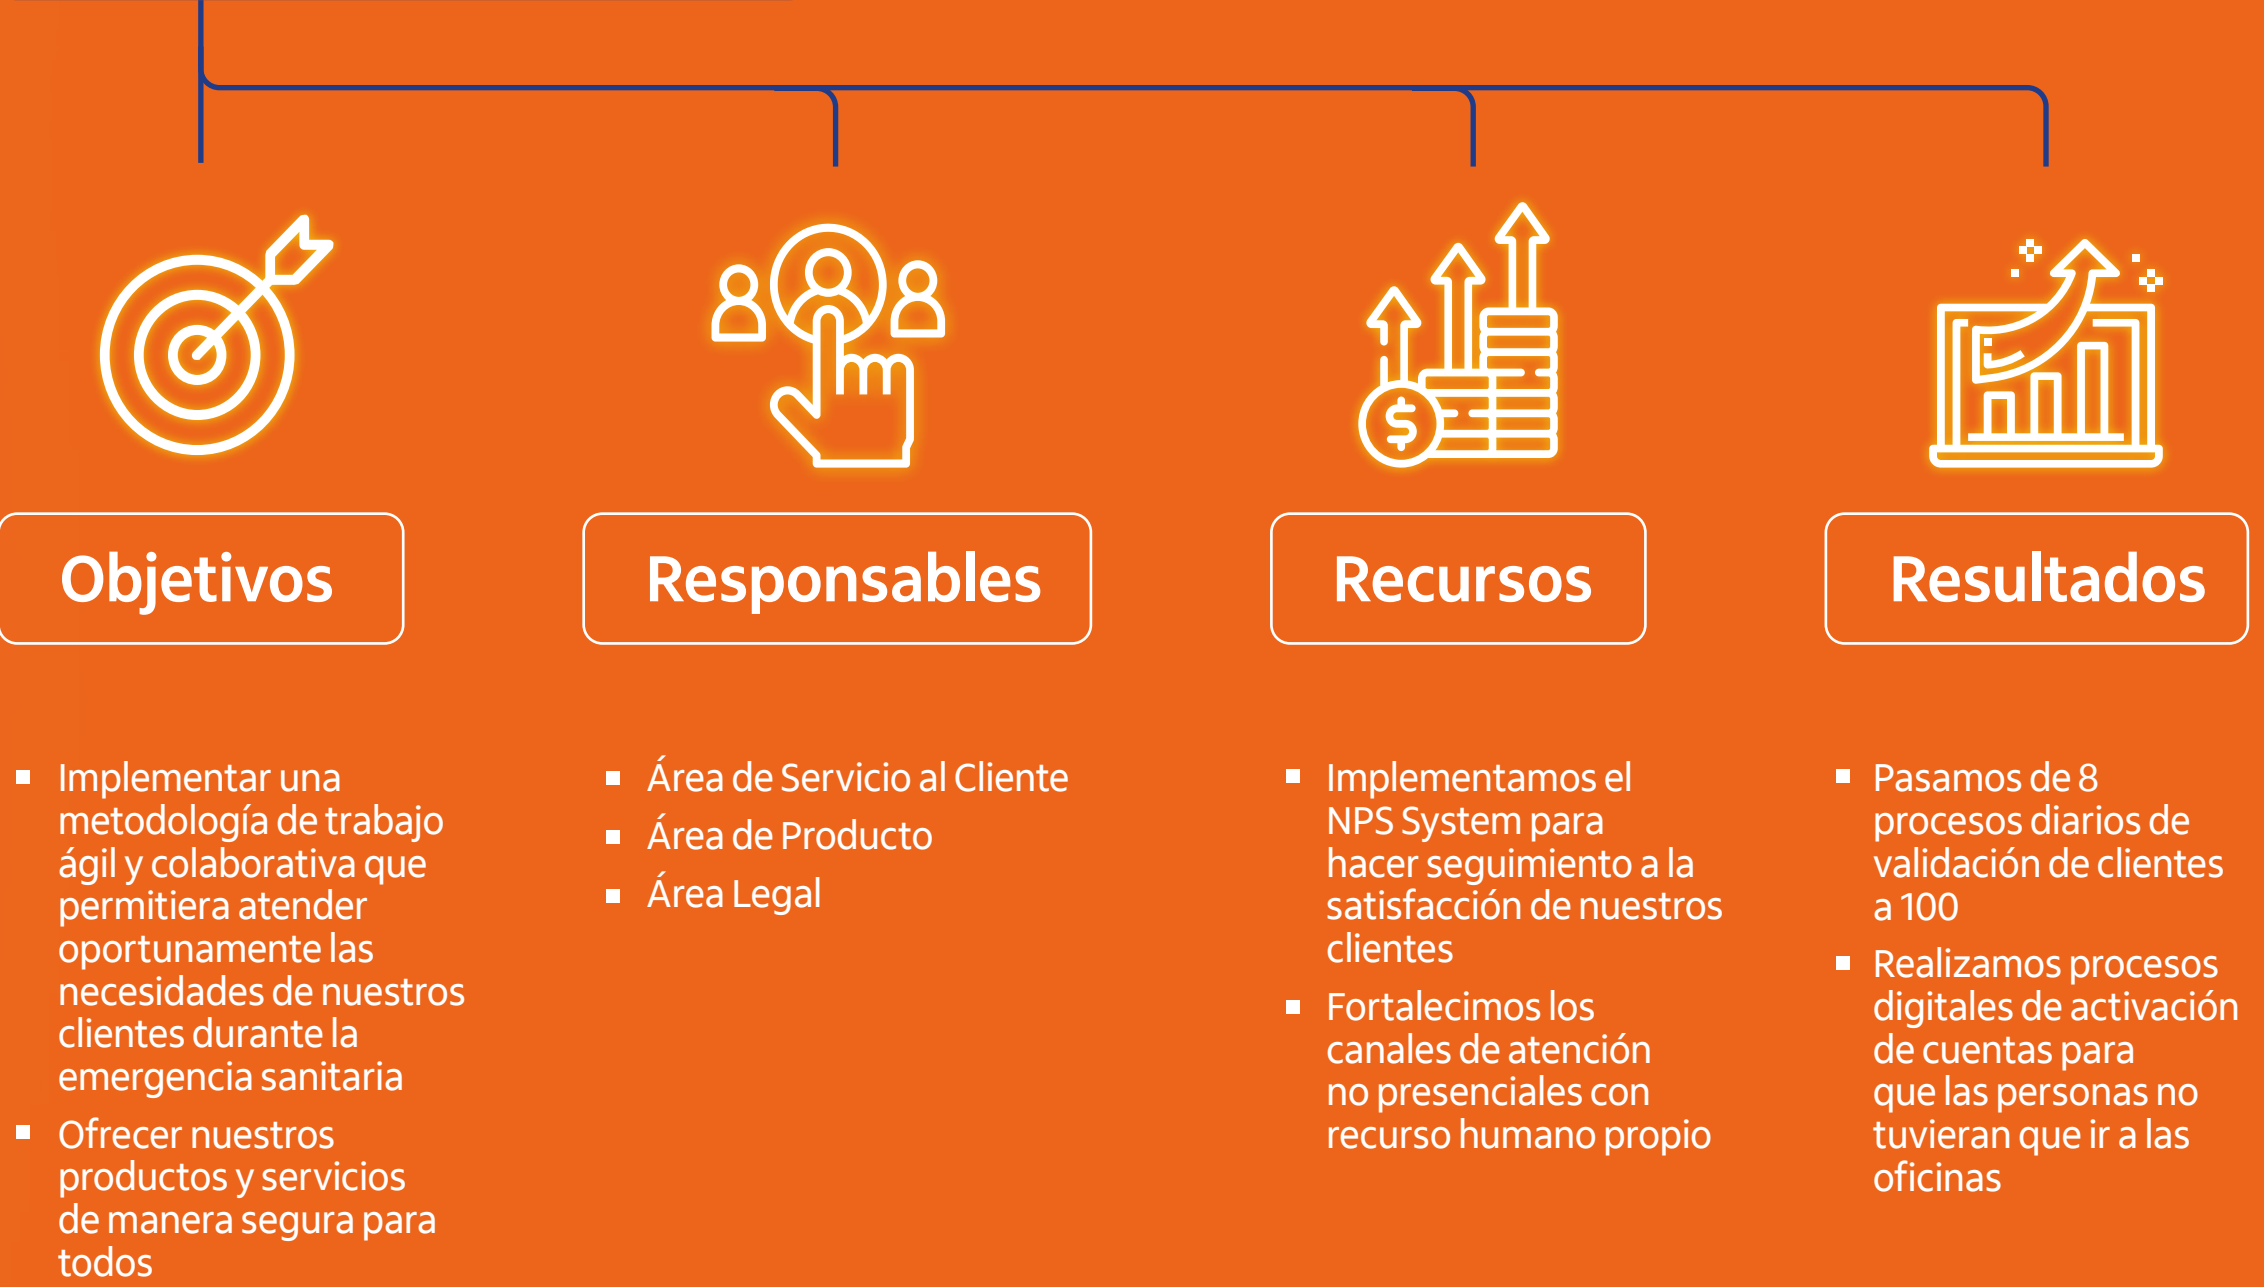 Objetivos
Implementar una
metodología de trabajo
ágil y colaborativa que
permitiera atender
oportunamente las
necesidades de nuestros
clientes durante la
emergencia sanitaria
Ofrecer nuestros
productos y servicios
de manera segura para
todos
Responsables
Área de Servicio al Cliente
Área de Producto
Área Legal
Recursos
$
Implementamos el
NPS System para
hacer seguimiento a la
satisfacción de nuestros
clientes
Fortalecimos los
canales de atención
no presenciales con
recurso humano propio
Resultados
Pasamos de 8
procesos diarios de
validación de clientes
a 100
Realizamos procesos
digitales de activación
de cuentas para
que las personas no
tuvieran que ir a las
oficinas